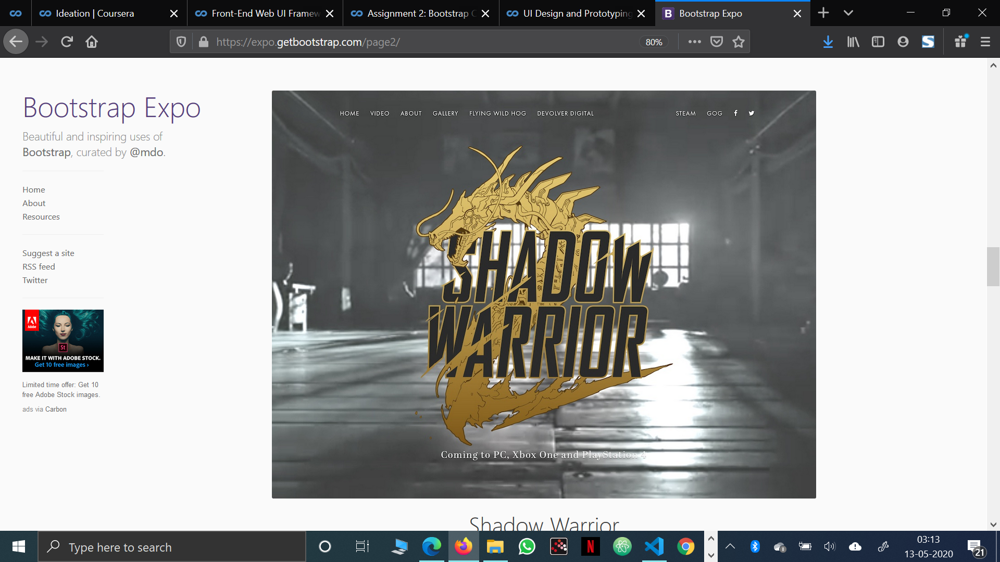 Ideation | Coursera
Front-End Web UI Framew
Assignment 2: Bootstrap C
UI Design and Prototyping
Bootstrap Expo
https://expo.getbootstrap.com/page2/
80%
Bootstrap Expo
Beautiful and inspiring uses of
Bootstrap, curated by @mdo.
Home
About
Resources
Suggest a site
RSS feed
Twitter
Adobe
St
MAKE IT WITH ADOBE STOCK.
Get 10 free images ›
Limited time offer: Get 10
free Adobe Stock images.
ads via Carbon
HOME VIDEO ABOUT GALLERY FLYING WILD HOG DEVOLVER DIGITAL STEAM GOG
SHADOW
WARRIOR
Coming to PC, Xbox One and PlayStation 4
Shadow Warrior
Type here to search
03:13
13-05-2020
21